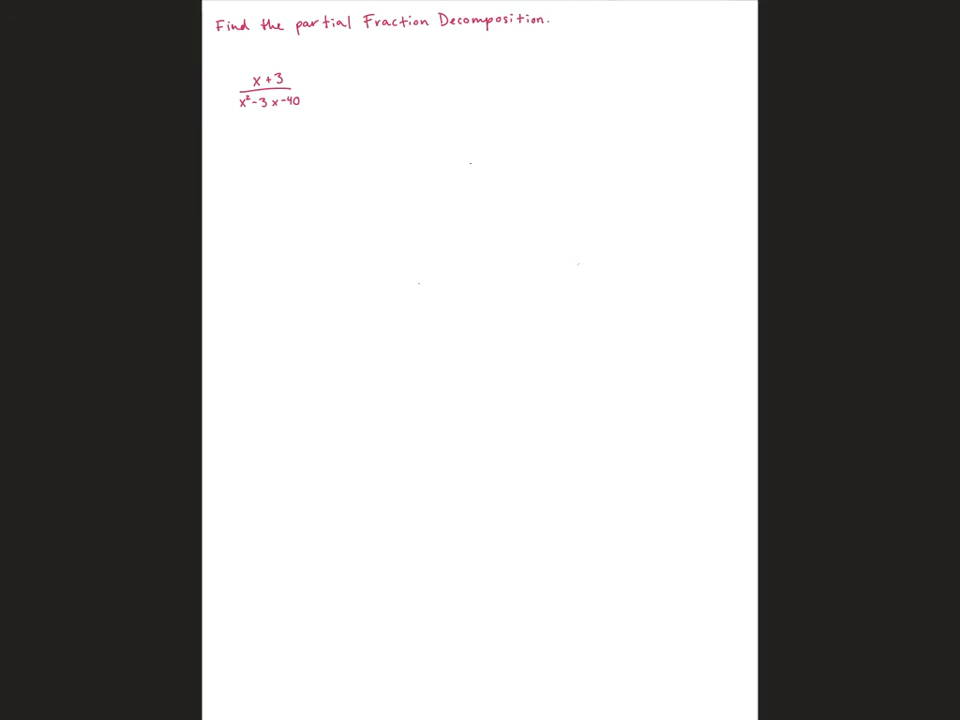 Find the partial Fraction Decomposition.
x + 3
x² - 3x - 40